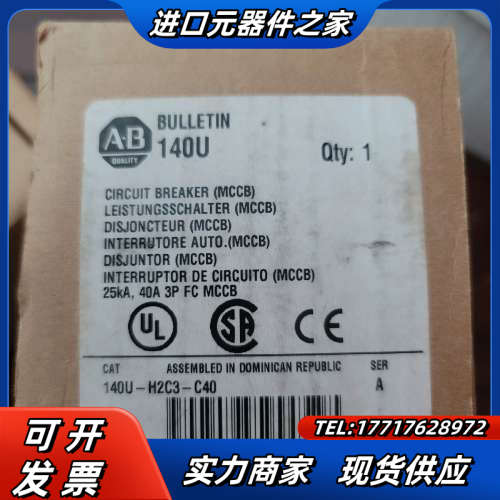 进口元器件之家
A-B
QUALITY
BULLETIN
140U
Qty: 1
CIRCUIT BREAKER (MCCB)
LEISTUNGSSCHALTER (MCCB)
DISJONCTEUR (MCCB)
INTERRUTORE AUTO.(MCCB)
DISJUNTOR (MCCB)
INTERRUPTOR DE CIRCUITO (MCCB)
25kA, 40A 3P FC MCCB
UL
SA
CE
CAT ASSEMBLED IN DOMINICAN REPUBLIC SER
140U-H2C3-C40 A
可开
发票
TEL:17717628972
实力商家 现货供应